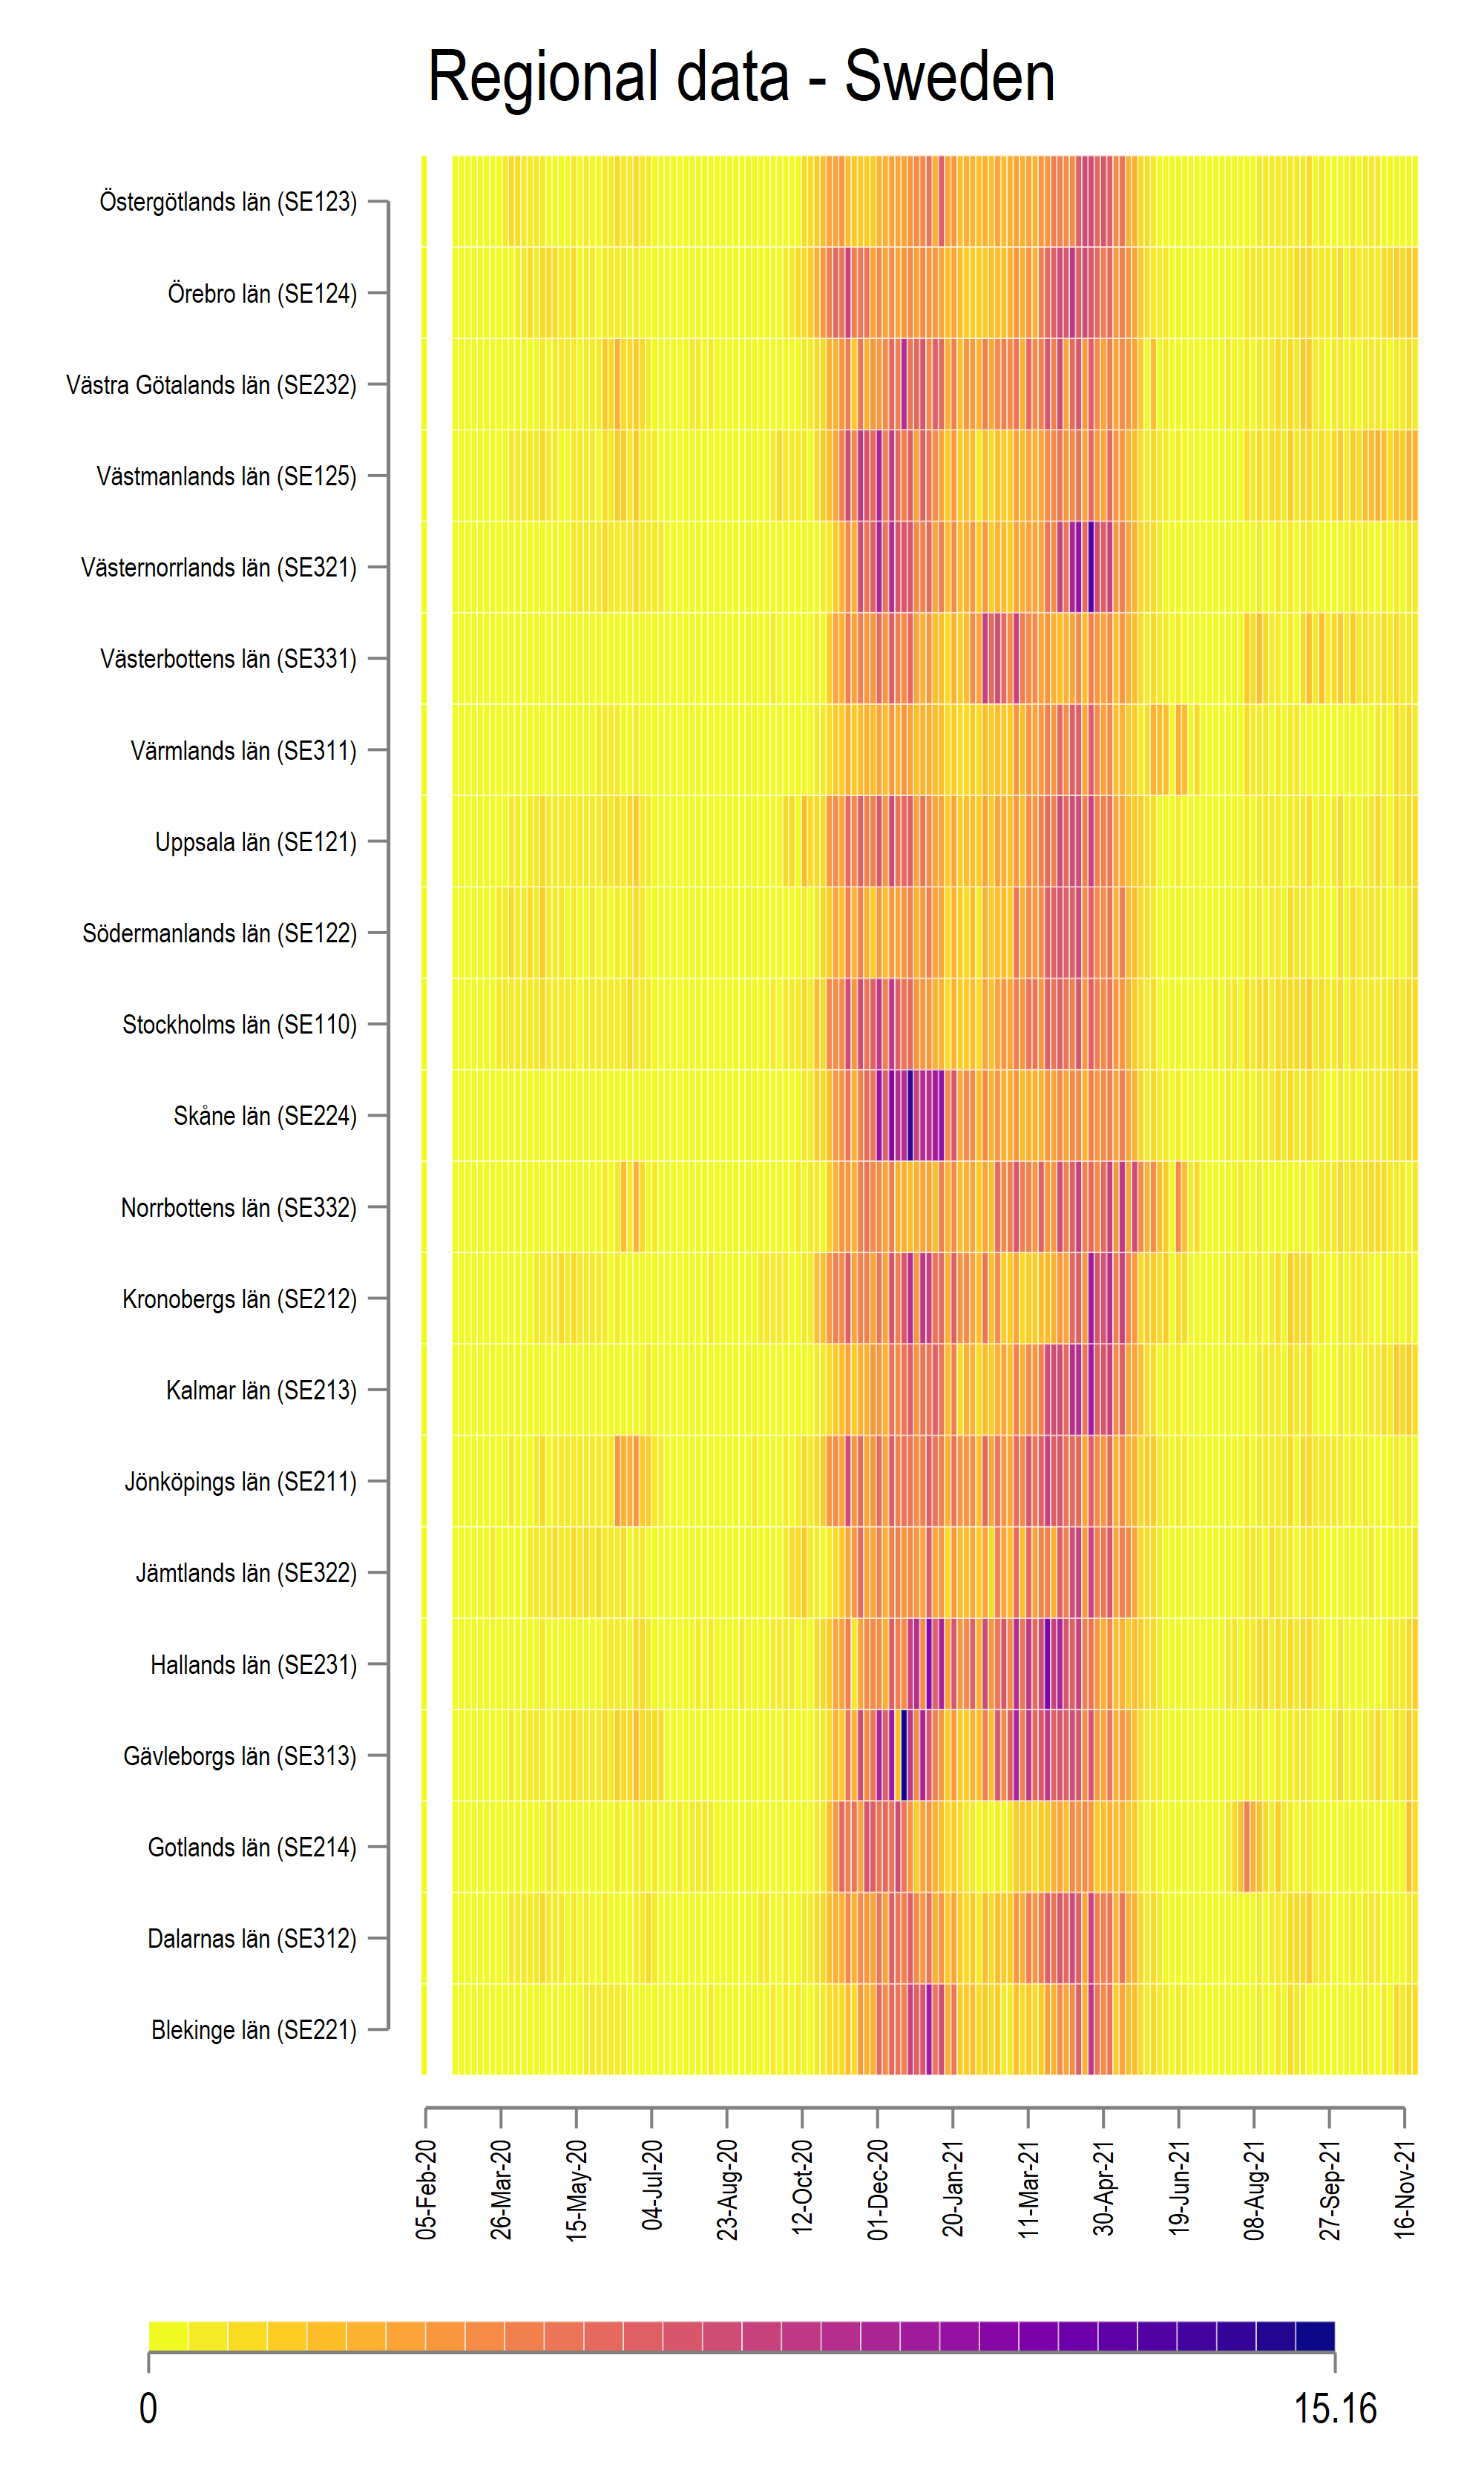 Regional data - Sweden
Östergötlands län (SE123)
Örebro län (SE124)
Västra Götalands län (SE232)
Västmanlands län (SE125)
Västernorrlands län (SE321)
Västerbottens län (SE331)
Värmlands län (SE311)
Uppsala län (SE121)
Södermanlands län (SE122)
Stockholms län (SE110)
Skåne län (SE224)
Norrbottens län (SE332)
Kronobergs län (SE212)
Kalmar län (SE213)
Jönköpings län (SE211)
Jämtlands län (SE322)
Hallands län (SE231)
Gävleborgs län (SE313)
Gotlands län (SE214)
Dalarnas län (SE312)
Blekinge län (SE221)
05-Feb-20
26-Mar-20
15-May-20
04-Jul-20
23-Aug-20
12-Oct-20
01-Dec-20
20-Jan-21
11-Mar-21
30-Apr-21
19-Jun-21
08-Aug-21
27-Sep-21
16-Nov-21
0
15.16